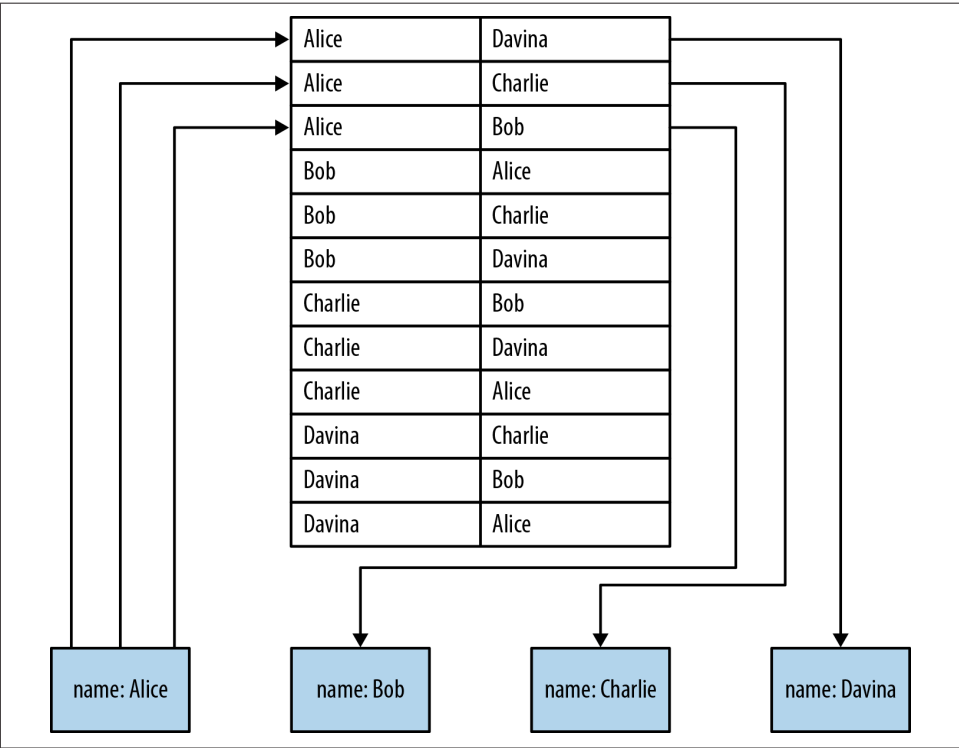 Alice Davina
Alice Charlie
Alice Bob
Bob Alice
Bob Charlie
Bob Davina
Charlie Bob
Charlie Davina
Charlie Alice
Davina Charlie
Davina Bob
Davina Alice
name: Alice name: Bob name: Charlie name: Davina